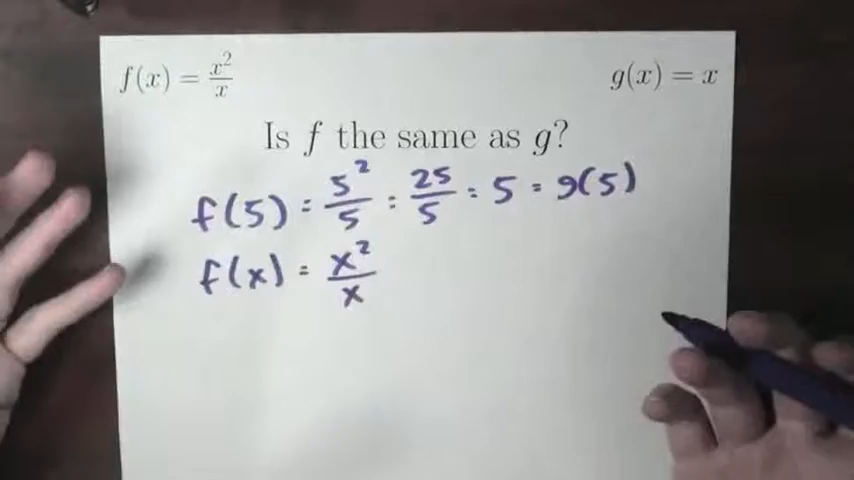 f(x) = x²/x
g(x) = x
Is f the same as g?
f(5) = 5²/5 = 25/5 = 5 = g(5)
f(x) = x²/x